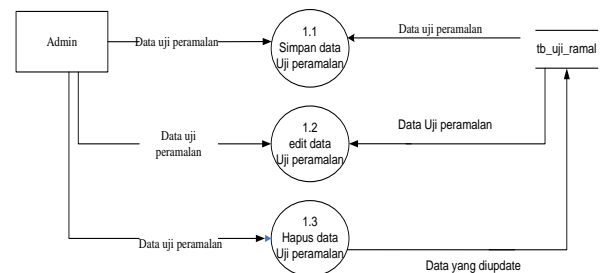 Admin
Data uji peramalan
1.1
Simpan data
Uji peramalan
Data uji peramalan
tb_uji_ramal
Data uji
peramalan
1.2
edit data
Uji peramalan
Data Uji peramalan
Data uji peramalan
1.3
Hapus data
Uji peramalan
Data yang diupdate